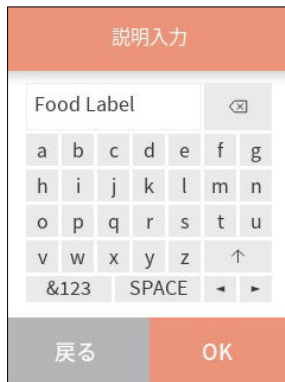 説明入力
Food Label
a b c d e f g
h i j k l m n
o p q r s t u
v w x y z ↑
&123 SPACE ◄ ►
戻る OK